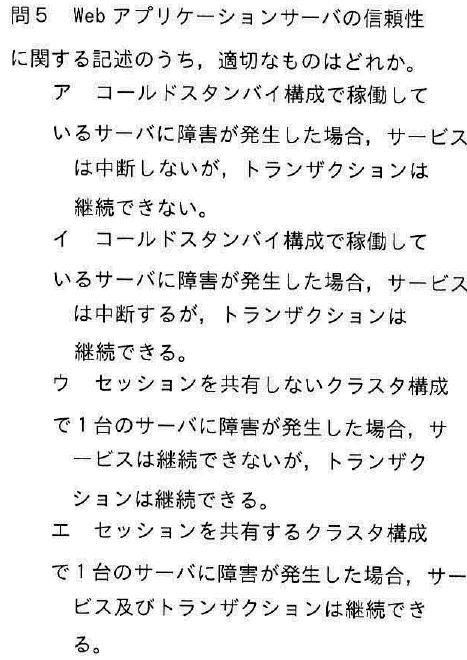 問5　Web アプリケーションサーバの信頼性
に関する記述のうち，適切なものはどれか。
ア　コールドスタンバイ構成で稼働して
いるサーバに障害が発生した場合，サービス
は中断しないが，トランザクションは
継続できない。
イ　コールドスタンバイ構成で稼働して
いるサーバに障害が発生した場合，サービス
は中断するが，トランザクションは
継続できる。
ウ　セッションを共有しないクラスタ構成
で1台のサーバに障害が発生した場合，サ
ービスは継続できないが，トランザク
ションは継続できる。
エ　セッションを共有するクラスタ構成
で1台のサーバに障害が発生した場合，サー
ビス及びトランザクションは継続でき
る。